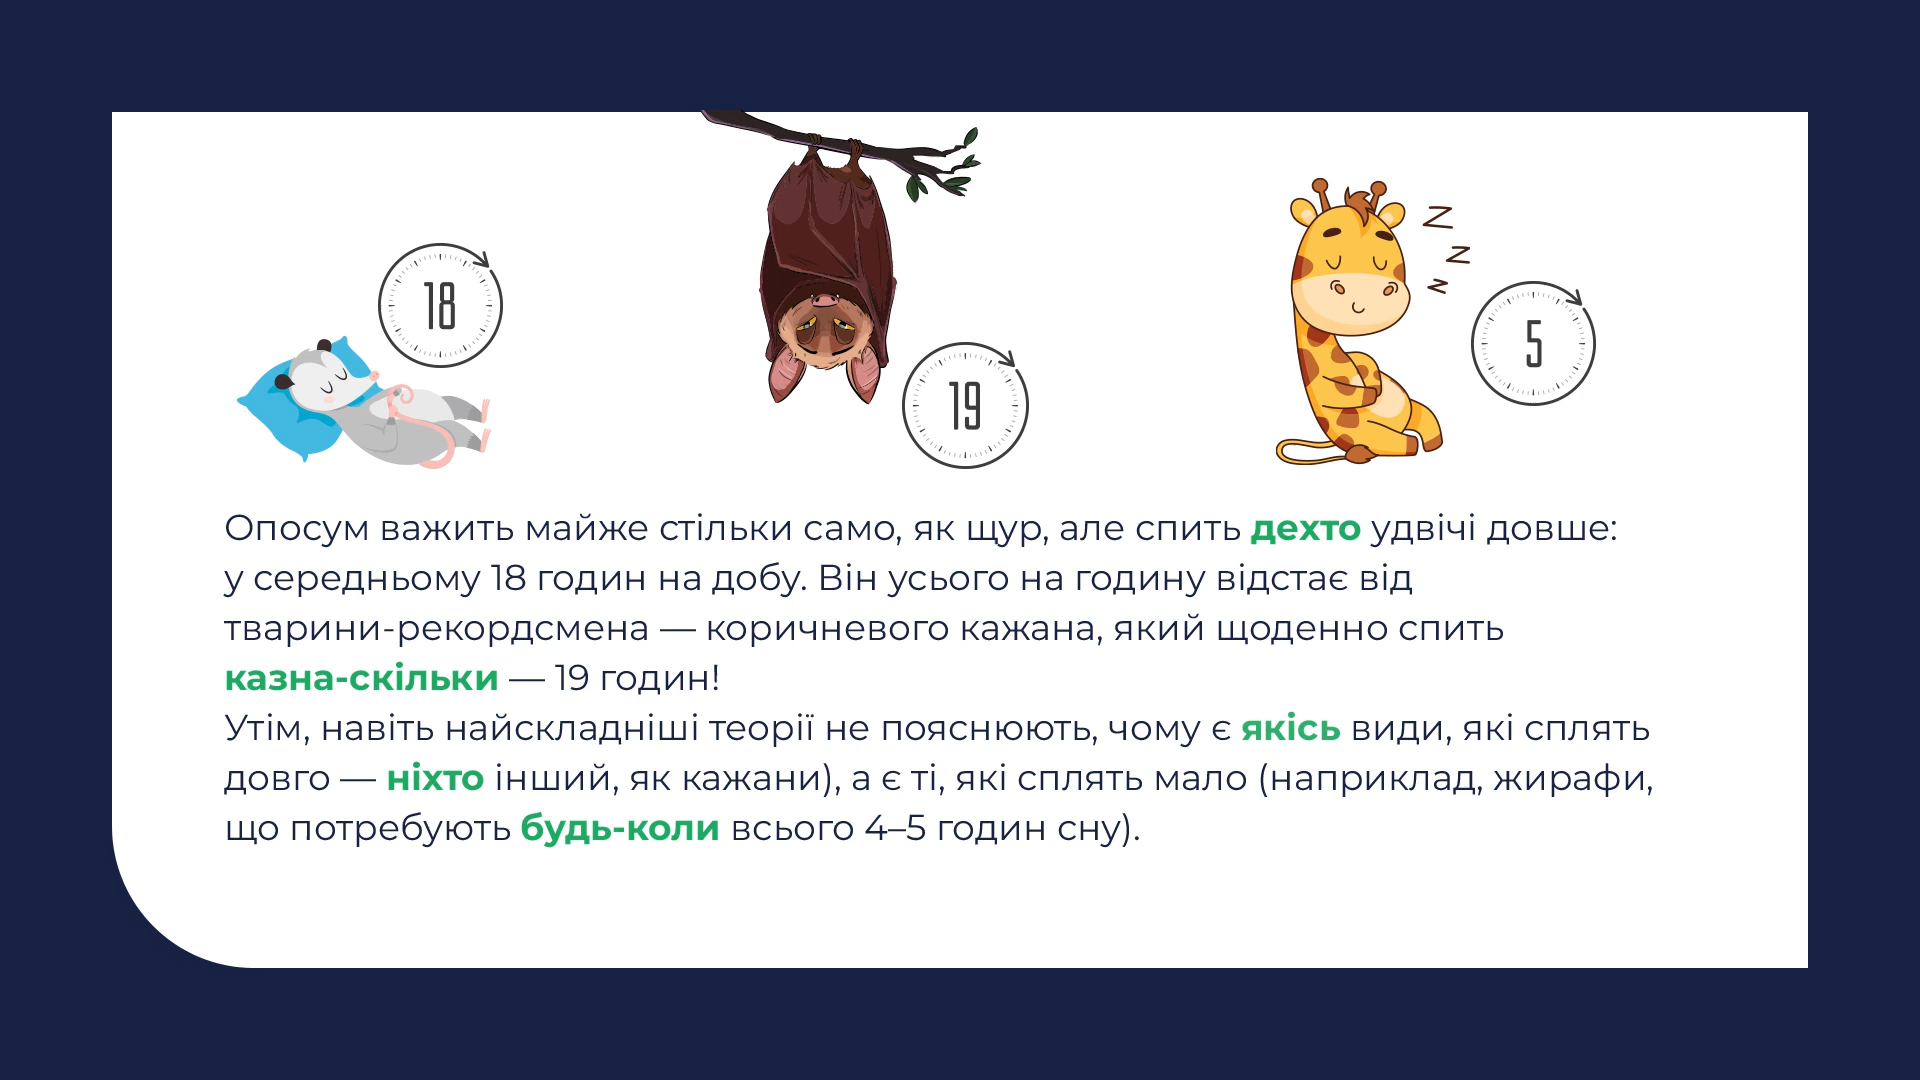 18
19
Z
Z
Z
5
Опосум важить майже стільки само, як щур, але спить дехто удвічі довше:
у середньому 18 годин на добу. Він усього на годину відстає від
тварини-рекордсмена — коричневого кажана, який щоденно спить
казна-скільки — 19 годин!
Утім, навіть найскладніші теорії не пояснюють, чому є якісь види, які сплять
довго — ніхто інший, як кажани), а є ті, які сплять мало (наприклад, жирафи,
що потребують будь-коли всього 4–5 годин сну).